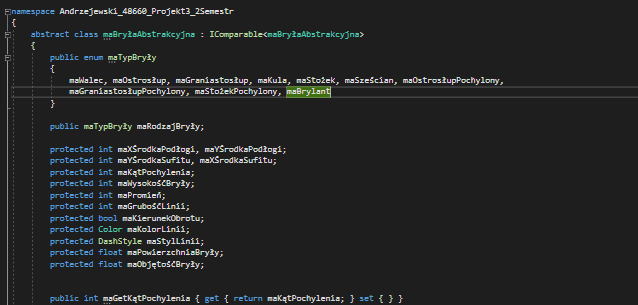 namespace Andrzejewski_48660_Projekt3_2Semestr
{
abstract class maBryłaAbstrakcyjna : IComparable<maBryłaAbstrakcyjna>
{
public enum maTypBryły
{
maWalec, maOstrosłup, maGraniastosłup, maKula, maStożek, maSześcian, maOstrosłupPochylony,
maGraniastosłupPochylony, maStożekPochylony, maBrylant
}
public maTypBryły maRodzajBryły;
protected int maXŚrodkaPodłogi, maYŚrodkaPodłogi;
protected int maYŚrodkaSufitu, maXŚrodkaSufitu;
protected int maKątPochylenia;
protected int maWysokośćBryły;
protected int maPromień;
protected int maGrubośćLinii;
protected bool maKierunekObrotu;
protected Color maKolorLinii;
protected DashStyle maStylLinii;
protected float maPowierzchniaBryły;
protected float maObjętośćBryły;
public int maGetKątPochylenia { get { return maKątPochylenia; } set { } }